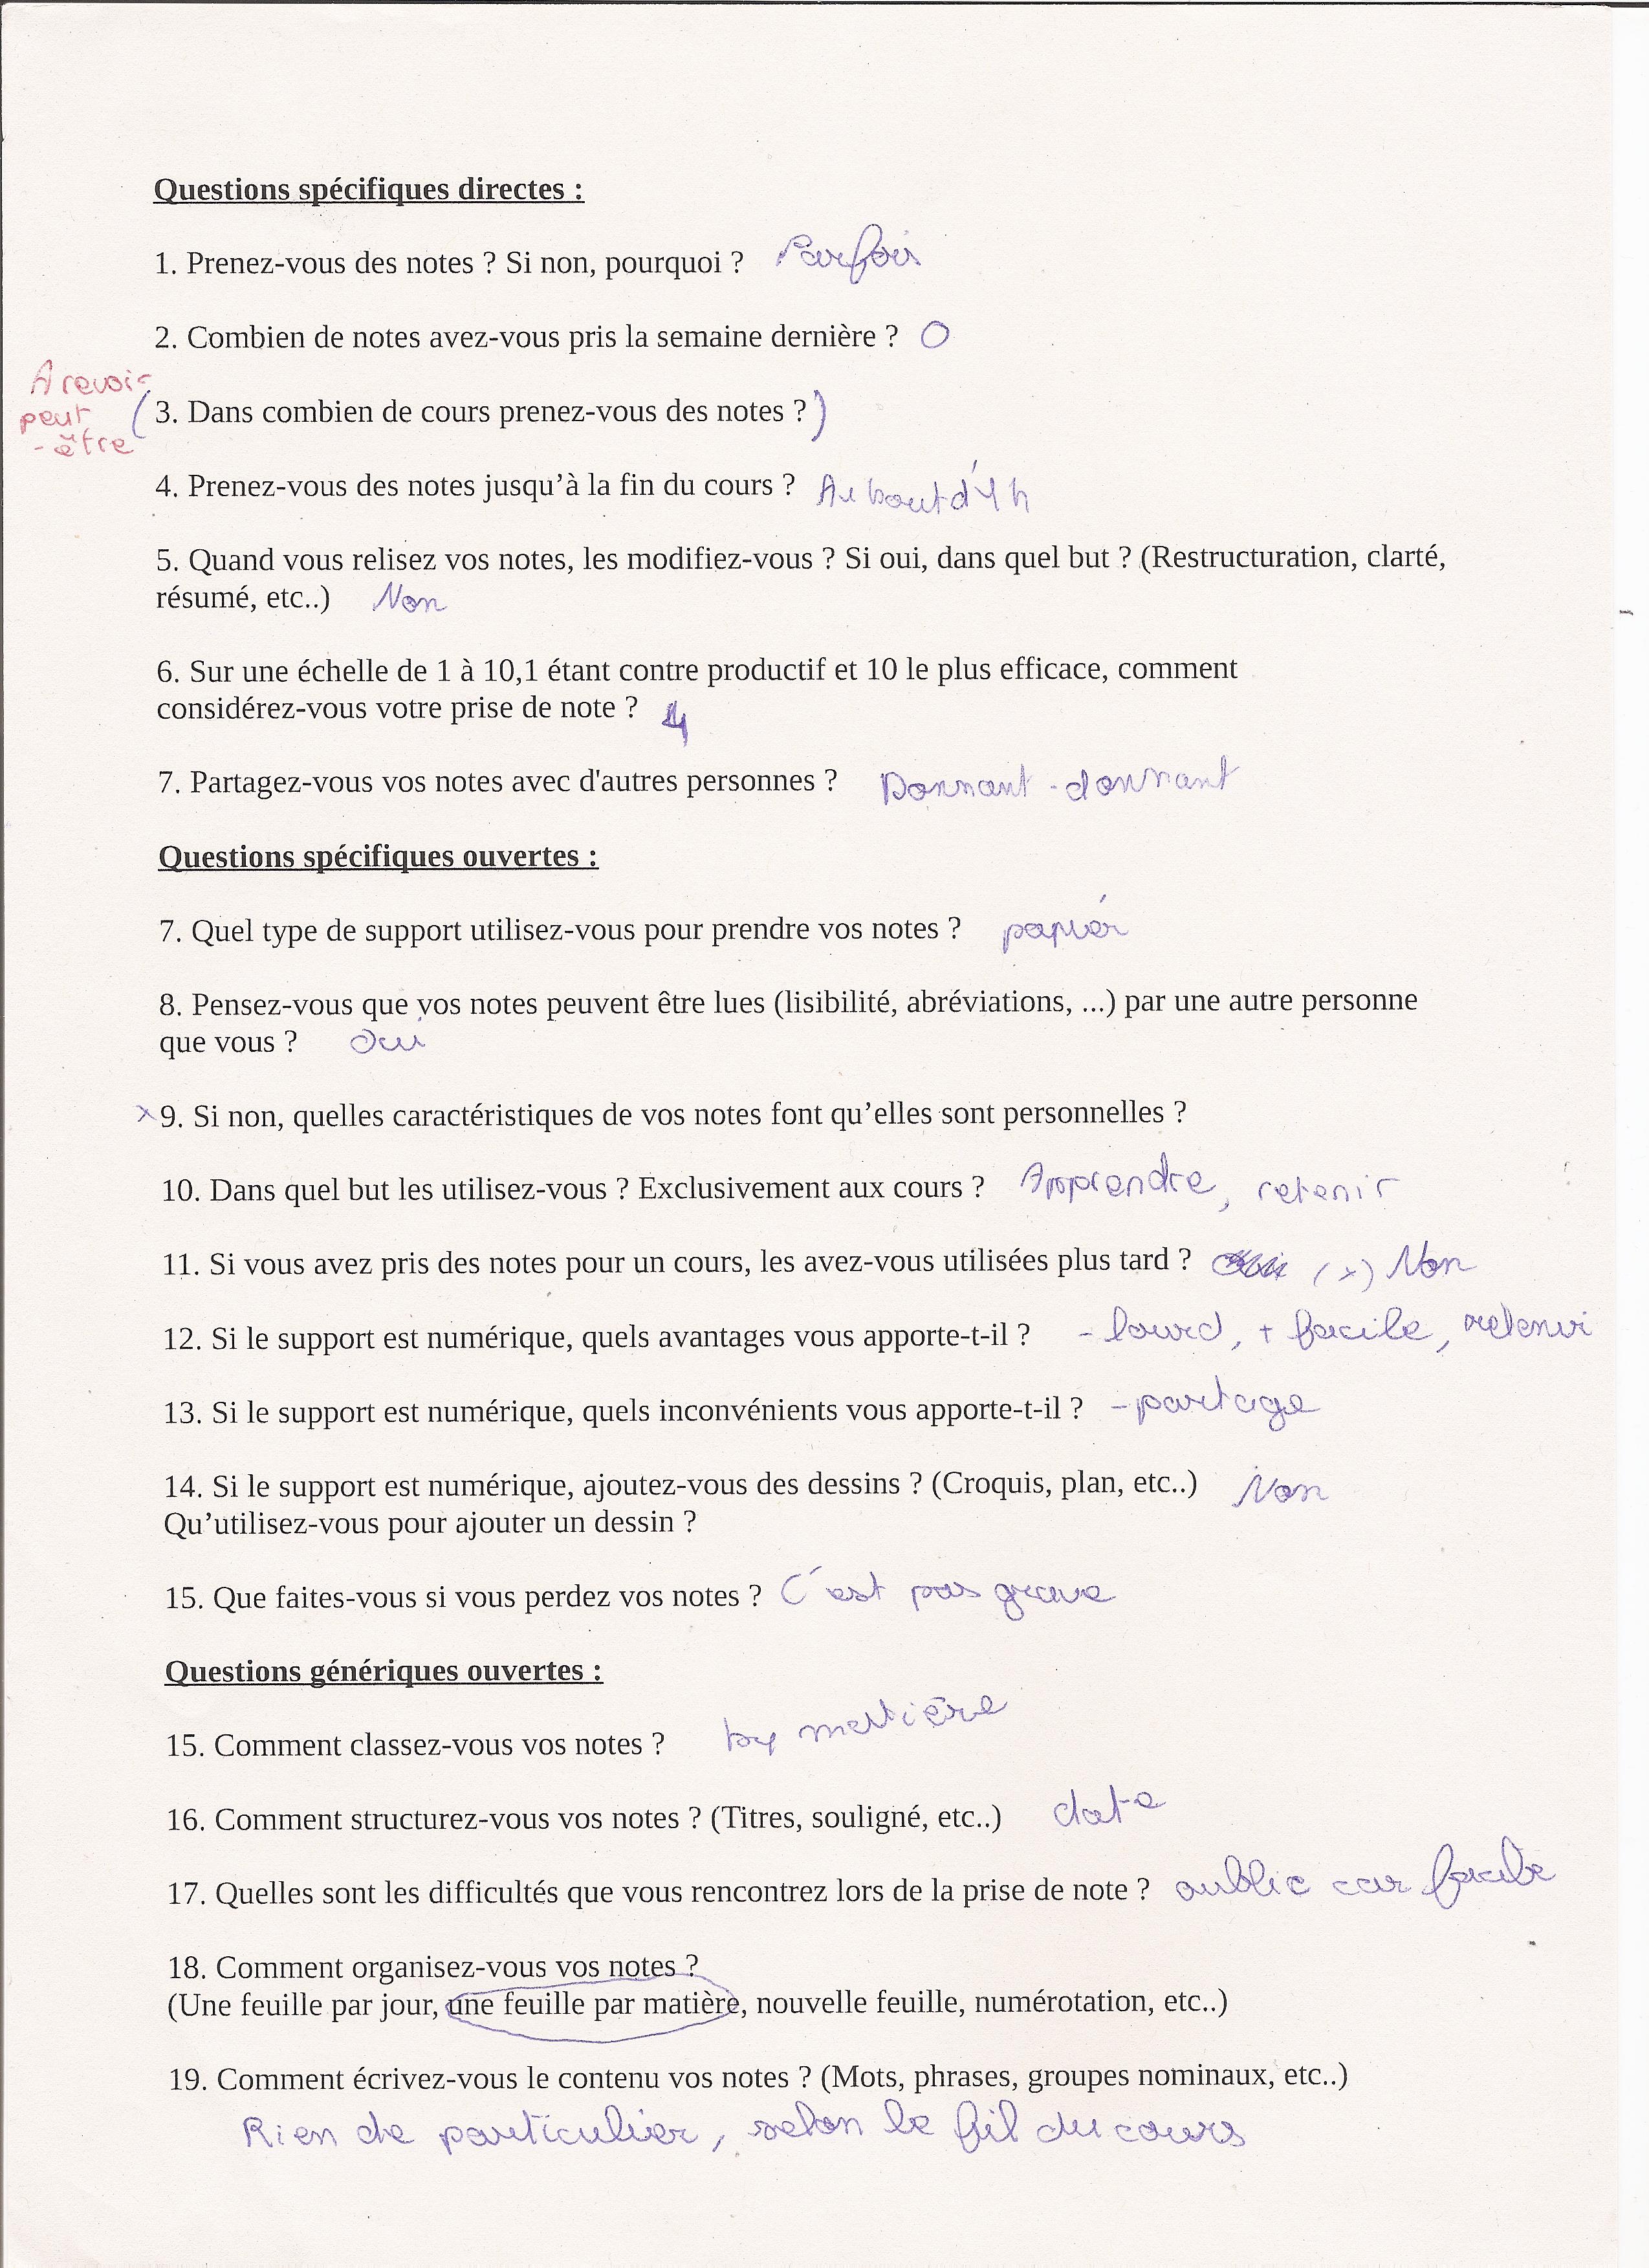 Questions spécifiques directes :
1. Prenez-vous des notes ? Si non, pourquoi ? Parfois
2. Combien de notes avez-vous pris la semaine dernière ? 0
A revoir
peut
-être
(3. Dans combien de cours prenez-vous des notes ?)
4. Prenez-vous des notes jusqu’à la fin du cours ? Au bout d'1h
5. Quand vous relisez vos notes, les modifiez-vous ? Si oui, dans quel but ? (Restructuration, clarté,
résumé, etc..) Non
6. Sur une échelle de 1 à 10,1 étant contre productif et 10 le plus efficace, comment
considérez-vous votre prise de note ? 4
7. Partagez-vous vos notes avec d'autres personnes ? Donnant-donnant
Questions spécifiques ouvertes :
7. Quel type de support utilisez-vous pour prendre vos notes ? papier
8. Pensez-vous que vos notes peuvent être lues (lisibilité, abréviations, ...) par une autre personne
que vous ? Oui
x 9. Si non, quelles caractéristiques de vos notes font qu’elles sont personnelles ?
10. Dans quel but les utilisez-vous ? Exclusivement aux cours ? Apprendre, retenir
11. Si vous avez pris des notes pour un cours, les avez-vous utilisées plus tard ? (x) Non
12. Si le support est numérique, quels avantages vous apporte-t-il ? - lourd, + facile, retenir
13. Si le support est numérique, quels inconvénients vous apporte-t-il ? - partage
14. Si le support est numérique, ajoutez-vous des dessins ? (Croquis, plan, etc..) Non
Qu’utilisez-vous pour ajouter un dessin ?
15. Que faites-vous si vous perdez vos notes ? C'est pas grave
Questions génériques ouvertes :
15. Comment classez-vous vos notes ? by matière
16. Comment structurez-vous vos notes ? (Titres, souligné, etc..) date
17. Quelles sont les difficultés que vous rencontrez lors de la prise de note ? oublie car facile
18. Comment organisez-vous vos notes ?
(Une feuille par jour, une feuille par matière, nouvelle feuille, numérotation, etc..)
19. Comment écrivez-vous le contenu vos notes ? (Mots, phrases, groupes nominaux, etc..)
Rien de particulier, selon le fil du cours